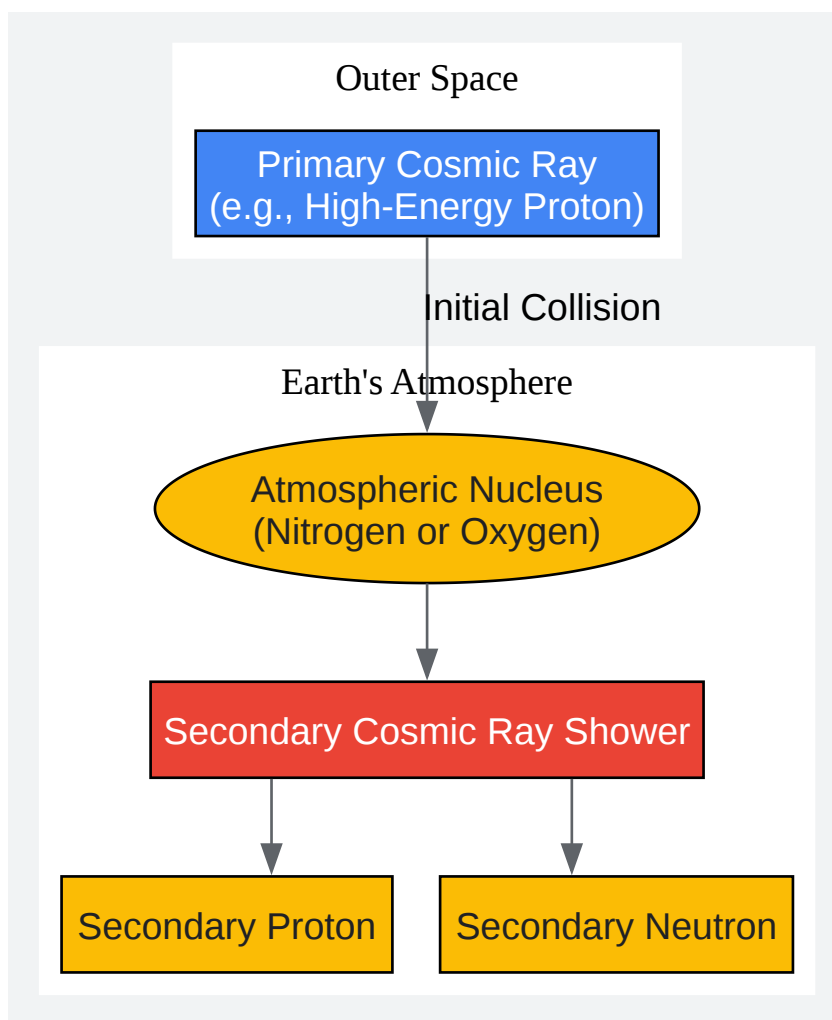 Outer Space
Primary Cosmic Ray
(e.g., High-Energy Proton)
Initial Collision
Earth's Atmosphere
Atmospheric Nucleus
(Nitrogen or Oxygen)
Secondary Cosmic Ray Shower
Secondary Proton
Secondary Neutron